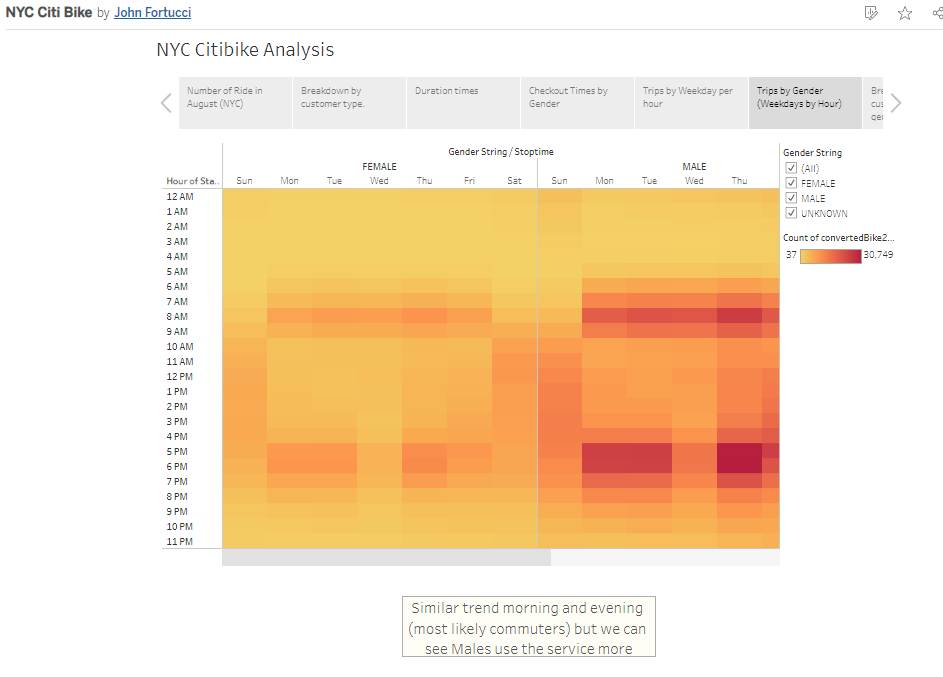 NYC Citi Bike by John Fortucci
NYC Citibike Analysis
Number of Ride in
August (NYC)
Breakdown by
customer type.
Duration times
Checkout Times by
Gender
Trips by Weekday per
hour
Trips by Gender
(Weekdays by Hour)
Bre
cus
gen
Gender String / Stoptime
FEMALE MALE
Hour of Sta.. Sun Mon Tue Wed Thu Fri Sat Sun Mon Tue Wed Thu
12 AM
1 AM
2 AM
3 AM
4 AM
5 AM
6 AM
7 AM
8 AM
9 AM
10 AM
11 AM
12 PM
1 PM
2 PM
3 PM
4 PM
5 PM
6 PM
7 PM
8 PM
9 PM
10 PM
11 PM
Gender String
(All)
FEMALE
MALE
UNKNOWN
Count of convertedBike2...
37 30,749
Similar trend morning and evening
(most likely commuters) but we can
see Males use the service more